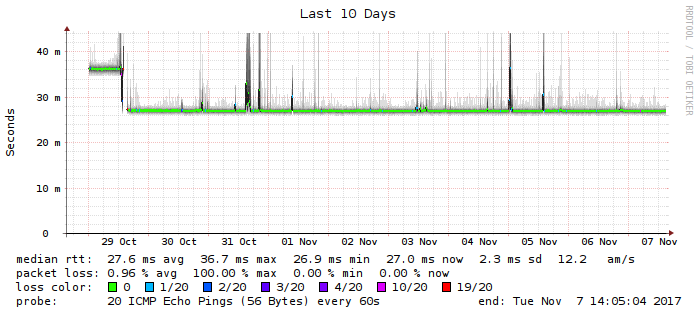 Last 10 Days
RRDTOOL / TOBI OETIKER
Seconds
40 m
30 m
20 m
10 m
0
29 Oct 30 Oct 31 Oct 01 Nov 02 Nov 03 Nov 04 Nov 05 Nov 06 Nov 07 Nov
median rtt: 27.6 ms avg 36.7 ms max 26.9 ms min 27.0 ms now 2.3 ms sd 12.2 am/s
packet loss: 0.96 % avg 100.00 % max 0.00 % min 0.00 % now
loss color: 0 1/20 2/20 3/20 4/20 10/20 19/20
probe: 20 ICMP Echo Pings (56 Bytes) every 60s end: Tue Nov 7 14:05:04 2017